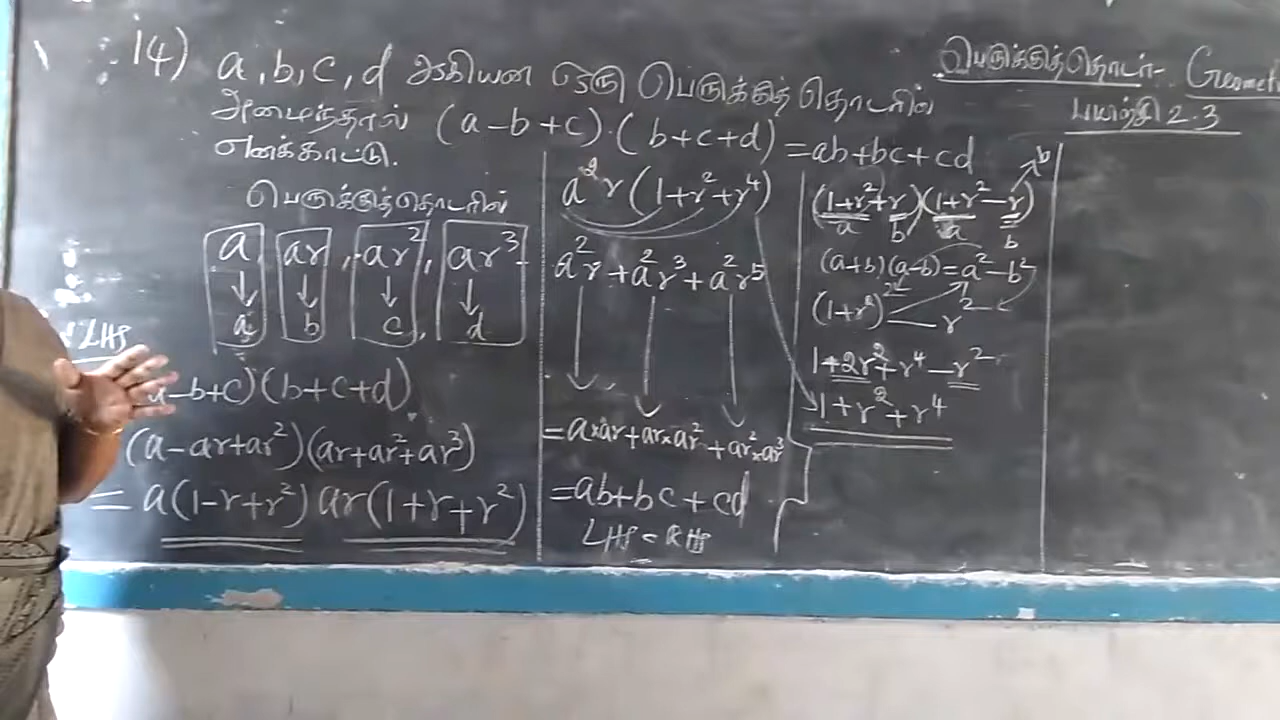 14) a, b, c, d ஆகியன ஒரு பெருக்குத் தொடரில்
அமைந்தால் (a-b+c)·(b+c+d)=ab+bc+cd
எனக்காட்டு.
பெருக்குத்தொடர்- Geomet
பயிற்சி 2.3
பெருக்குத்தொடரில்
a, ar, ar², ar³
↓ ↓ ↓ ↓
a, b c, d
LHS
a-b+c)(b+c+d)
(a-ar+ar²)(ar+ar²+ar³)
= a(1-r+r²) ar(1+r+r²)
a²r(1+r²+r⁴)
a²r+a²r³+a²r⁵
=a×ar+ar×ar²+ar²×ar³
=ab+bc+cd
LHS = RHS
(1+r²+r)(1+r²-r) b
a b a b
(a+b)(a-b)=a²-b²
(1+r²)² — r²
1+2r²+r⁴-r²
1+r²+r⁴